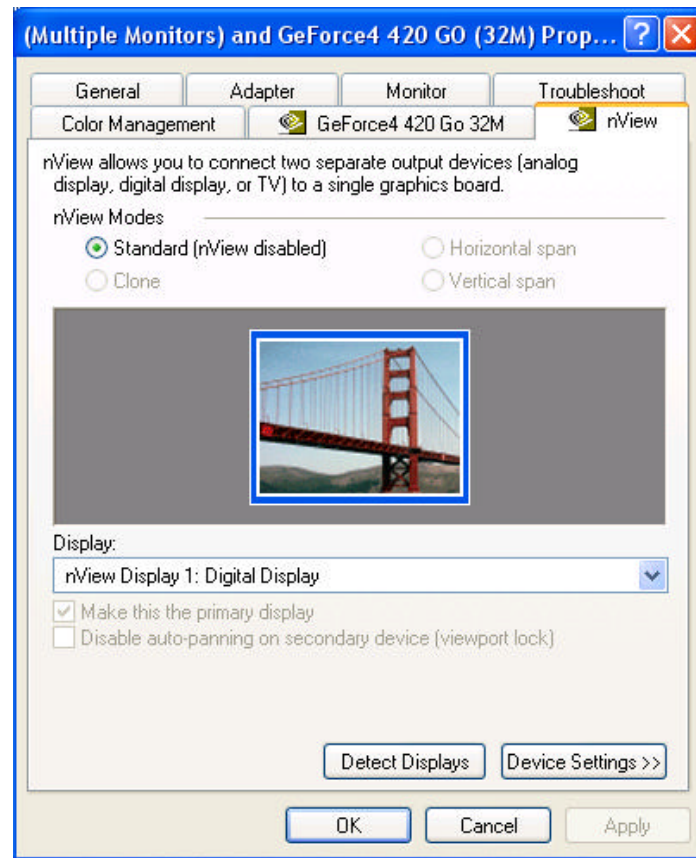 (Multiple Monitors) and GeForce4 420 GO (32M) Prop... ?
General Adapter Monitor Troubleshoot
Color Management GeForce4 420 Go 32M nView
nView allows you to connect two separate output devices (analog
display, digital display, or TV) to a single graphics board.
nView Modes
Standard (nView disabled) Horizontal span
Clone Vertical span
Display:
nView Display 1: Digital Display
Make this the primary display
Disable auto-panning on secondary device (viewport lock)
Detect Displays Device Settings >>
OK Cancel Apply